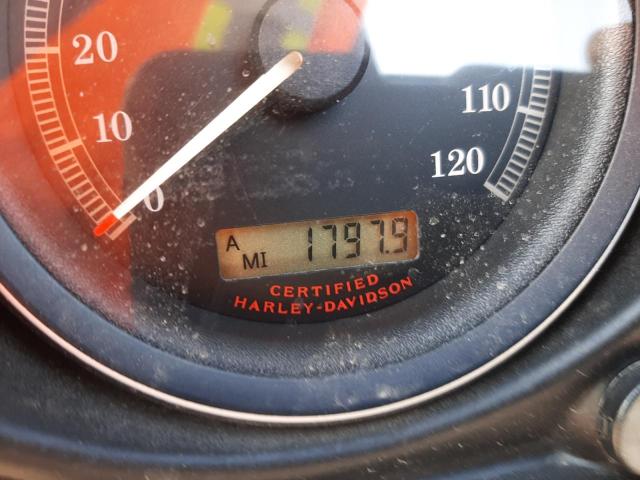 20
10
0
110
120
A
MI 1797.9
CERTIFIED
HARLEY-DAVIDSON